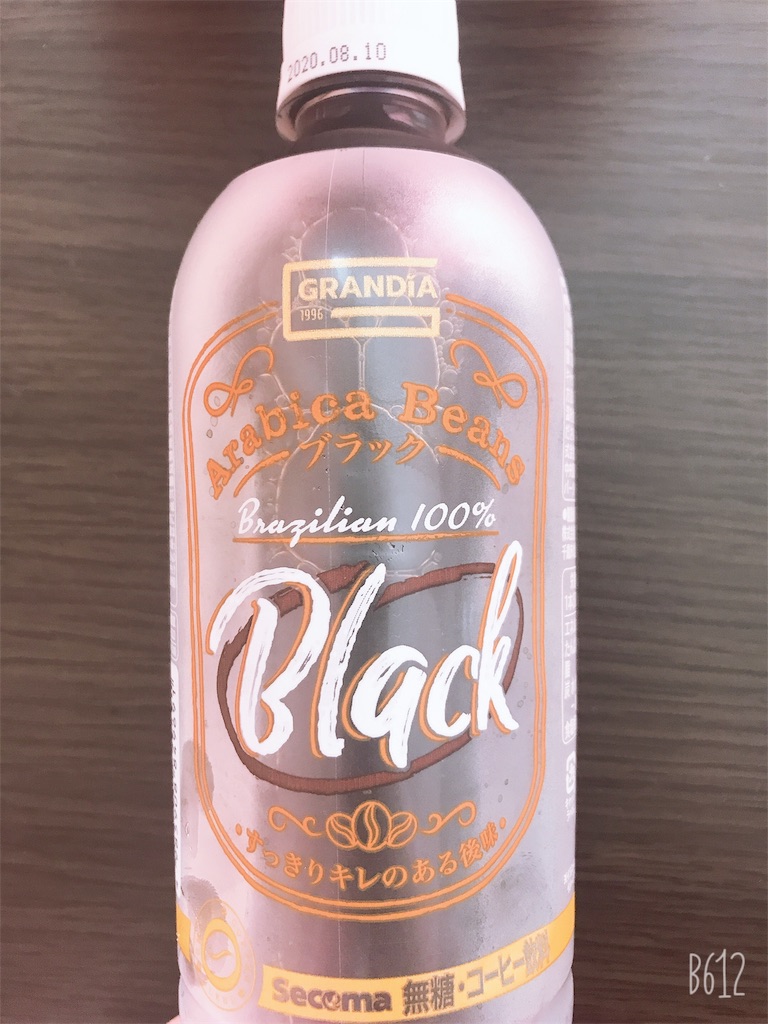 2020.08.10
GRANDíA
1996
Arabica Beans
ブラック
Brazilian 100%
Black
・すっきりキレのある後味・
Secoma 無糖・コーヒー飲料
B612